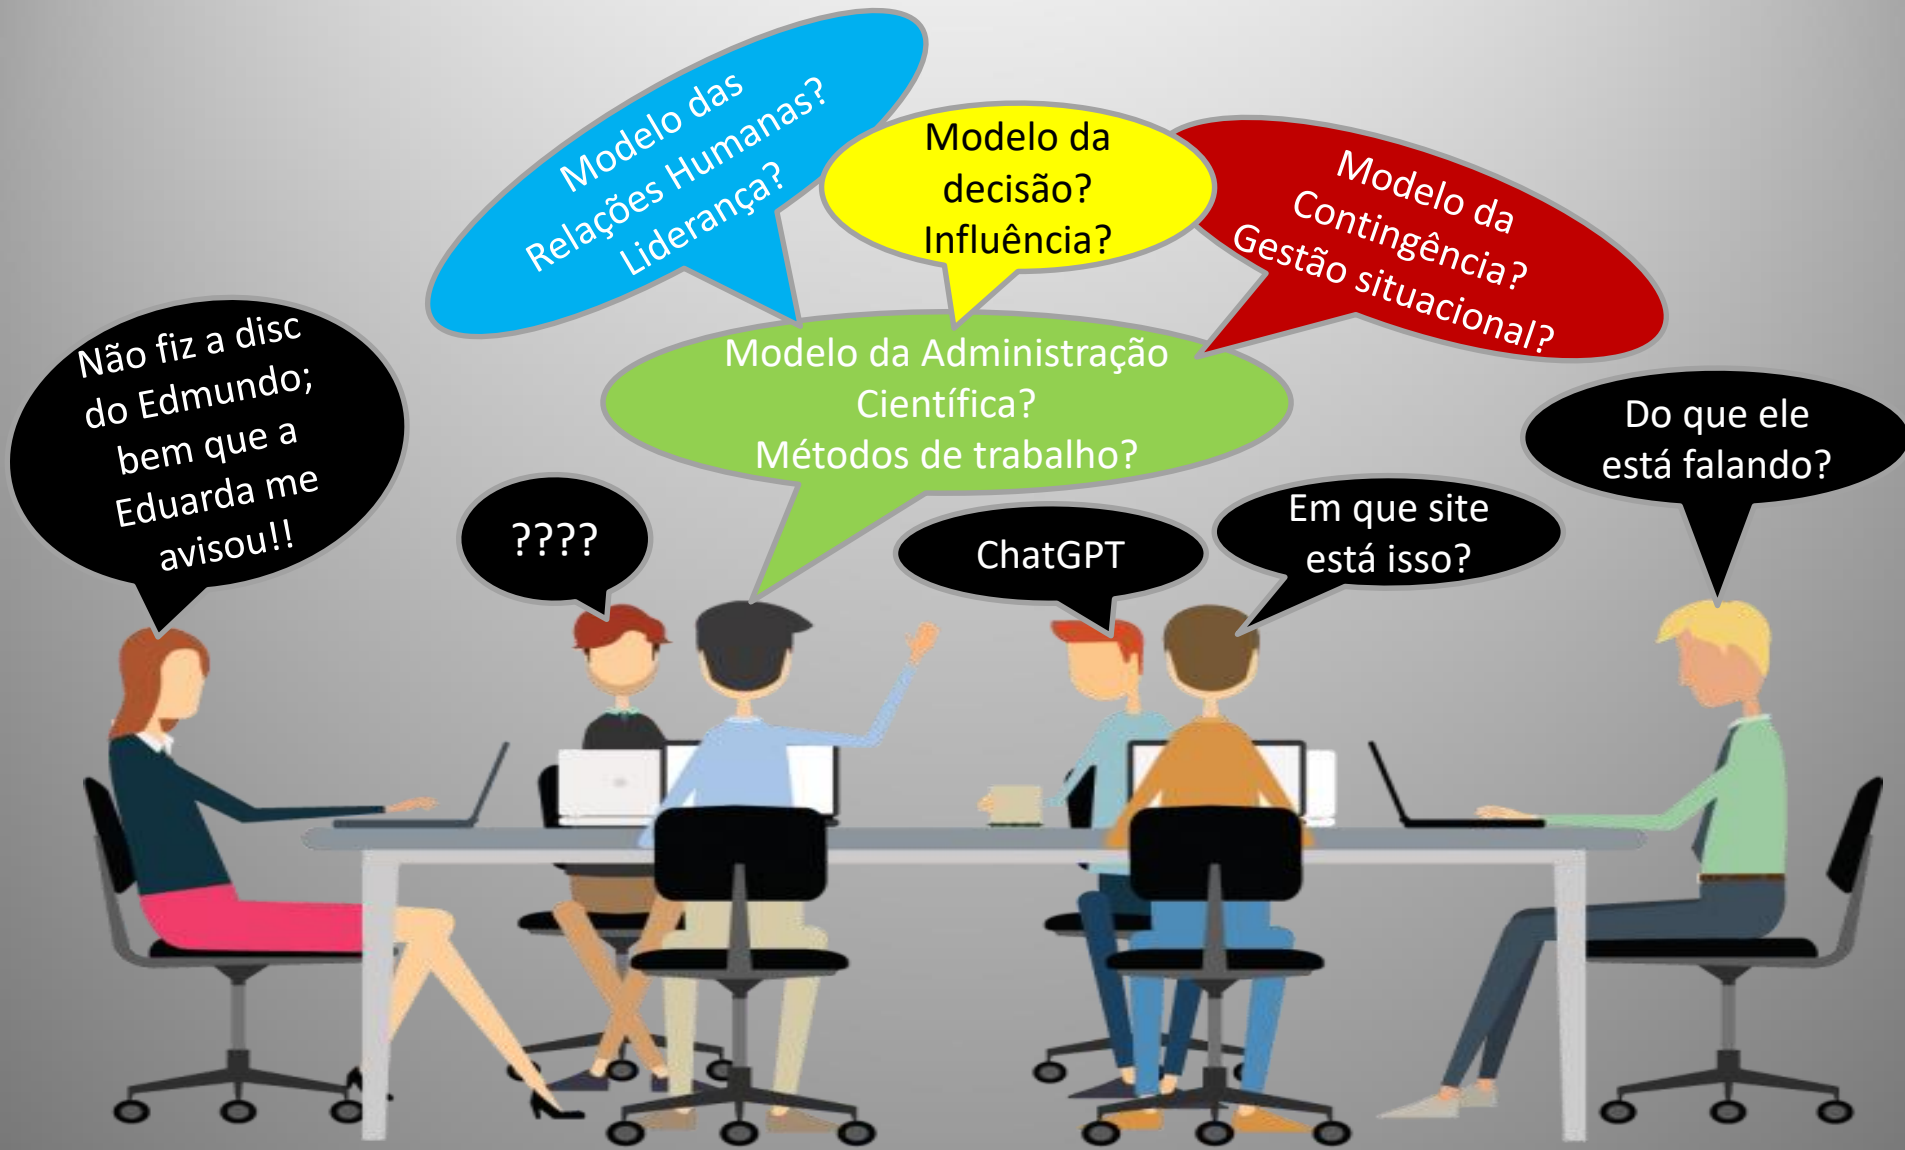 Modelo das
Relações Humanas?
Liderança?
Modelo da
decisão?
Influência?
Modelo da
Contingência?
Gestão situacional?
Não fiz a disc
do Edmundo;
bem que a
Eduarda me
avisou!!
Modelo da Administração
Científica?
Métodos de trabalho?
Do que ele
está falando?
????
ChatGPT
Em que site
está isso?